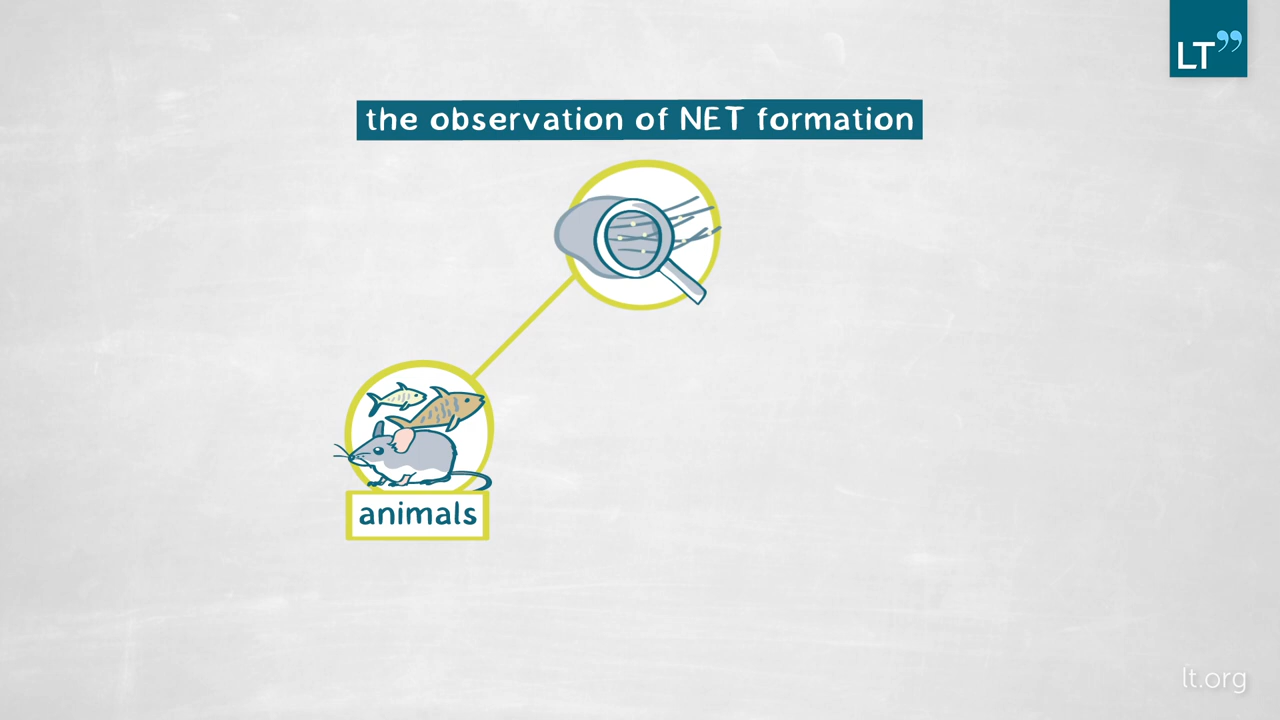 LT”
the observation of NET formation
animals
lt.org